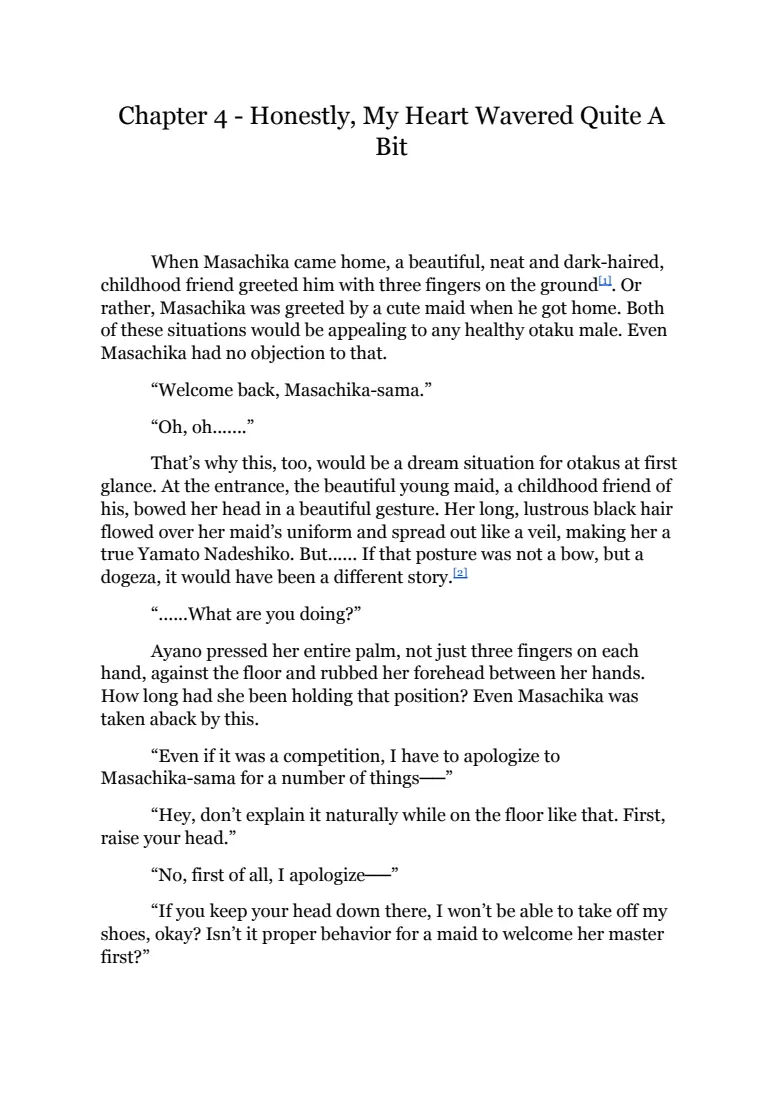 Chapter 4 - Honestly, My Heart Wavered Quite A
Bit
When Masachika came home, a beautiful, neat and dark-haired,
childhood friend greeted him with three fingers on the ground[1]. Or
rather, Masachika was greeted by a cute maid when he got home. Both
of these situations would be appealing to any healthy otaku male. Even
Masachika had no objection to that.
“Welcome back, Masachika-sama.”
“Oh, oh.......”
That’s why this, too, would be a dream situation for otakus at first
glance. At the entrance, the beautiful young maid, a childhood friend of
his, bowed her head in a beautiful gesture. Her long, lustrous black hair
flowed over her maid’s uniform and spread out like a veil, making her a
true Yamato Nadeshiko. But...... If that posture was not a bow, but a
dogeza, it would have been a different story.[2]
“......What are you doing?”
Ayano pressed her entire palm, not just three fingers on each
hand, against the floor and rubbed her forehead between her hands.
How long had she been holding that position? Even Masachika was
taken aback by this.
“Even if it was a competition, I have to apologize to
Masachika-sama for a number of things──”
“Hey, don’t explain it naturally while on the floor like that. First,
raise your head.”
“No, first of all, I apologize──”
“If you keep your head down there, I won’t be able to take off my
shoes, okay? Isn’t it proper behavior for a maid to welcome her master
first?”